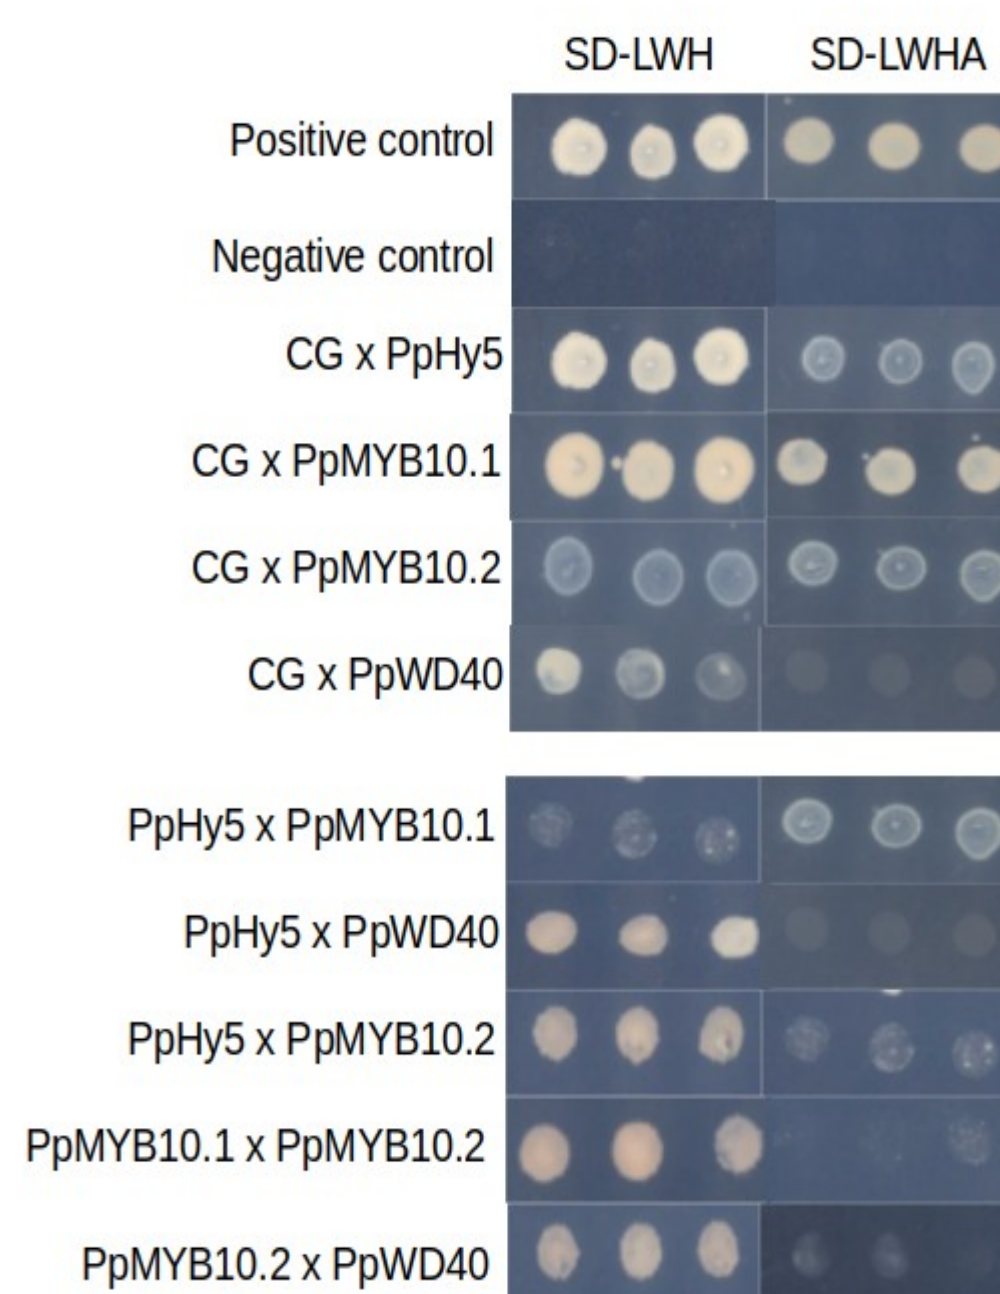 SD-LWH SD-LWHA
Positive control
Negative control
CG x PpHy5
CG x PpMYB10.1
CG x PpMYB10.2
CG x PpWD40
PpHy5 x PpMYB10.1
PpHy5 x PpWD40
PpHy5 x PpMYB10.2
PpMYB10.1 x PpMYB10.2
PpMYB10.2 x PpWD40